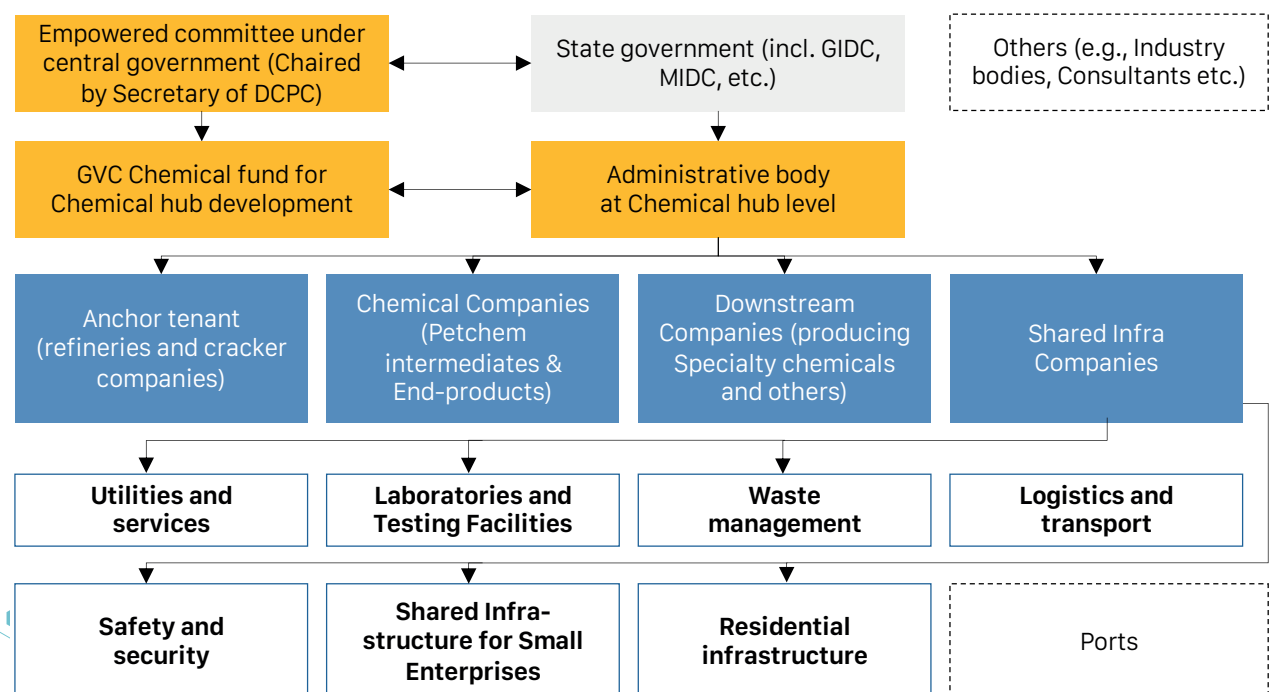 Empowered committee under
central government (Chaired
by Secretary of DCPC)
State government (incl. GIDC,
MIDC, etc.)
Others (e.g., Industry
bodies, Consultants etc.)
GVC Chemical fund for
Chemical hub development
Administrative body
at Chemical hub level
Anchor tenant
(refineries and cracker
companies)
Chemical Companies
(Petchem
intermediates &
End-products)
Downstream
Companies (producing
Specialty chemicals
and others)
Shared Infra
Companies
Utilities and
services
Laboratories and
Testing Facilities
Waste
management
Logistics and
transport
Safety and
security
Shared Infra-
structure for Small
Enterprises
Residential
infrastructure
Ports